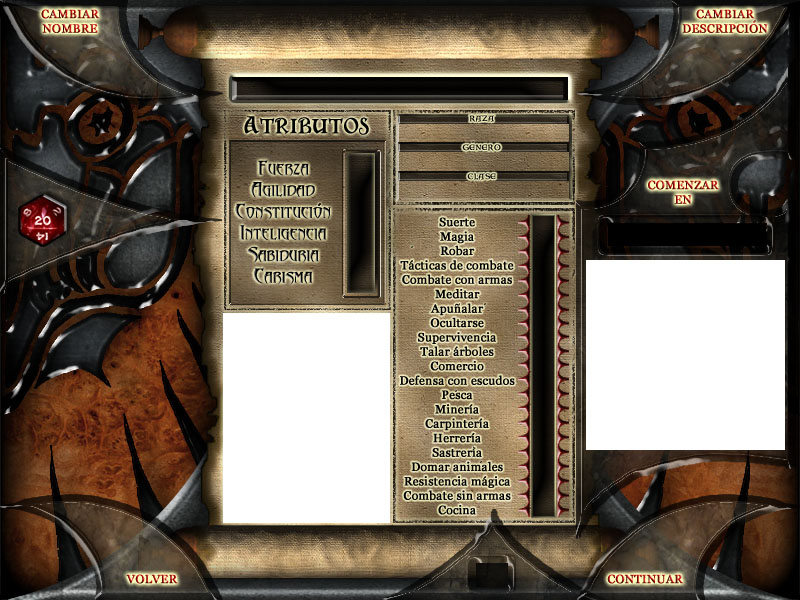 CAMBIAR
NOMBRE
CAMBIAR
DESCRIPCIÓN
ATRIBUTOS
FUERZA
AGILIDAD
CONSTITUCIÓN
INTELIGENCIA
SABIDURIA
CARISMA
RAZA
GENERO
CLASE
COMENZAR
EN
20
8
14
Suerte
Magia
Robar
Tácticas de combate
Combate con armas
Meditar
Apuñalar
Ocultarse
Supervivencia
Talar árboles
Comercio
Defensa con escudos
Pesca
Minería
Carpintería
Herrería
Sastrería
Domar animales
Resistencia mágica
Combate sin armas
Cocina
VOLVER
CONTINUAR